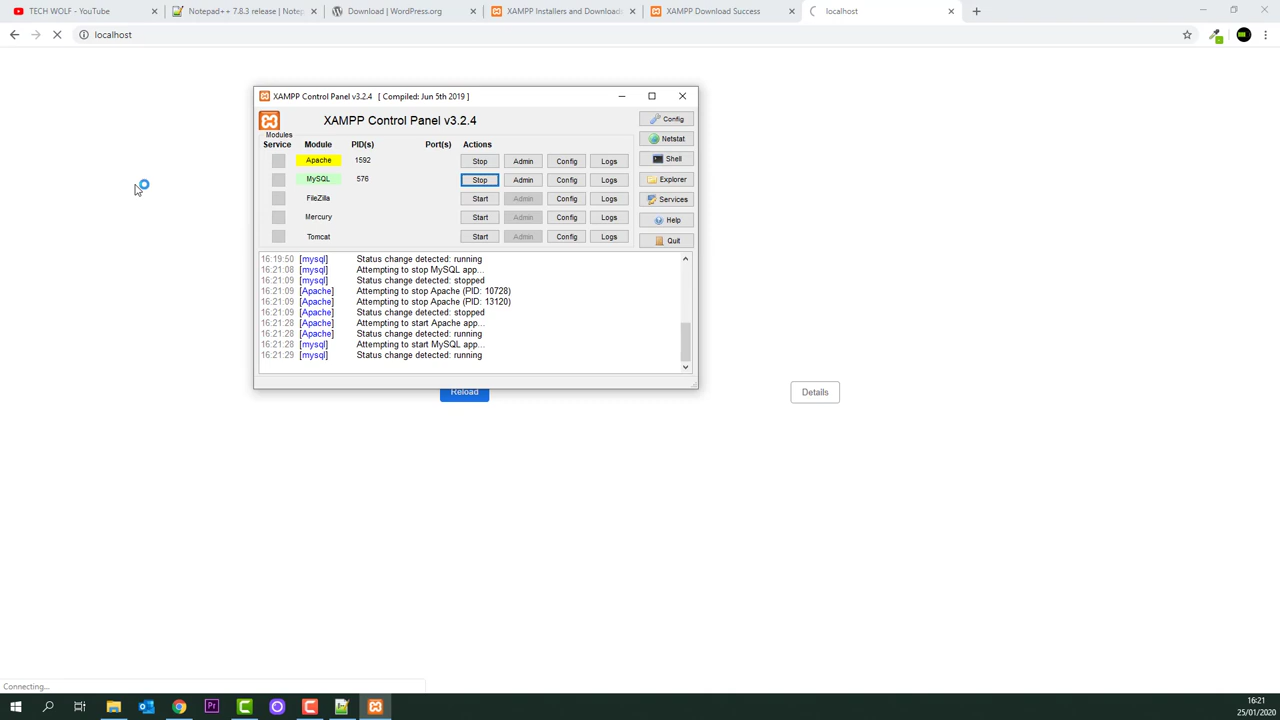 TECH WOLF - YouTube
Notepad++ 7.8.3 release | Notep
Download | WordPress.org
XAMPP Installers and Download
XAMPP Download Success
localhost
localhost
XAMPP Control Panel v3.2.4 [ Compiled: Jun 5th 2019 ]
XAMPP Control Panel v3.2.4
Config
Modules
Service Module PID(s) Port(s) Actions
Netstat
Apache 1592 Stop Admin Config Logs
Shell
MySQL 576 Stop Admin Config Logs
Explorer
FileZilla Start Admin Config Logs
Services
Mercury Start Admin Config Logs
Help
Tomcat Start Admin Config Logs
Quit
16:19:50 [mysql] Status change detected: running
16:21:08 [mysql] Attempting to stop MySQL app...
16:21:09 [mysql] Status change detected: stopped
16:21:09 [Apache] Attempting to stop Apache (PID: 10728)
16:21:09 [Apache] Attempting to stop Apache (PID: 13120)
16:21:09 [Apache] Status change detected: stopped
16:21:28 [Apache] Attempting to start Apache app...
16:21:28 [Apache] Status change detected: running
16:21:28 [mysql] Attempting to start MySQL app...
16:21:29 [mysql] Status change detected: running
Reload
Details
Connecting...
16:21
25/01/2020